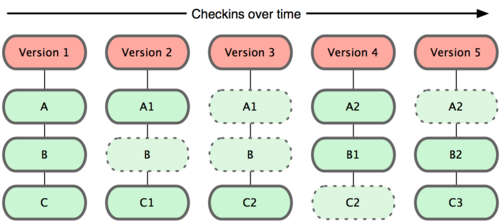 Checkins over time
Version 1 Version 2 Version 3 Version 4 Version 5
A A1 A1 A2 A2
B B B B1 B2
C C1 C2 C2 C3